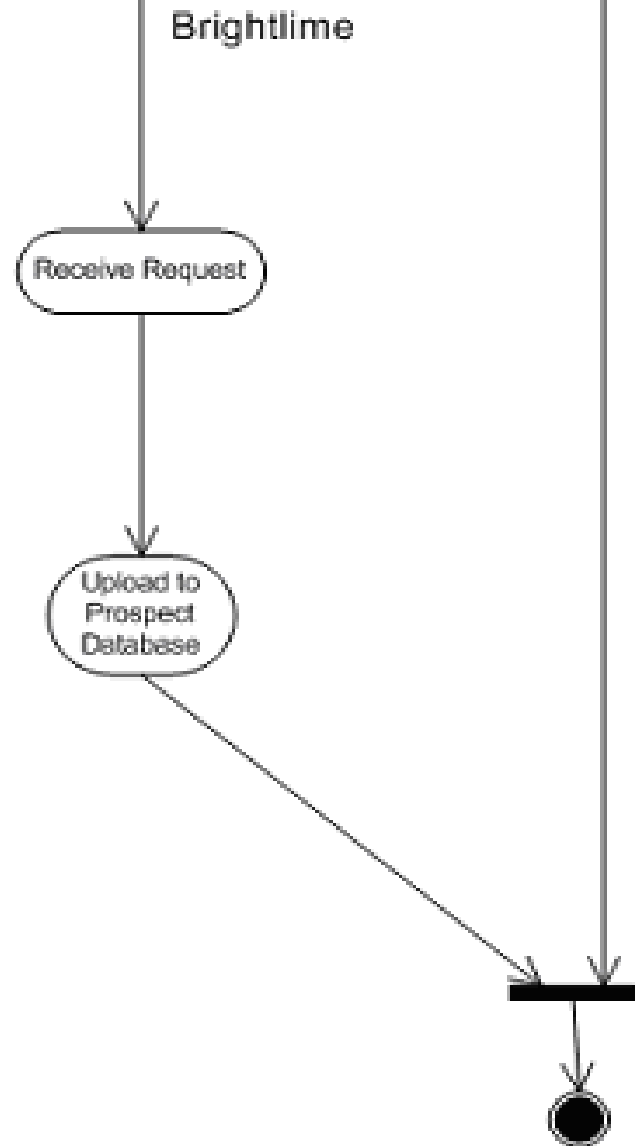 Brightlime
Receive Request
Upload to
Prospect
Database